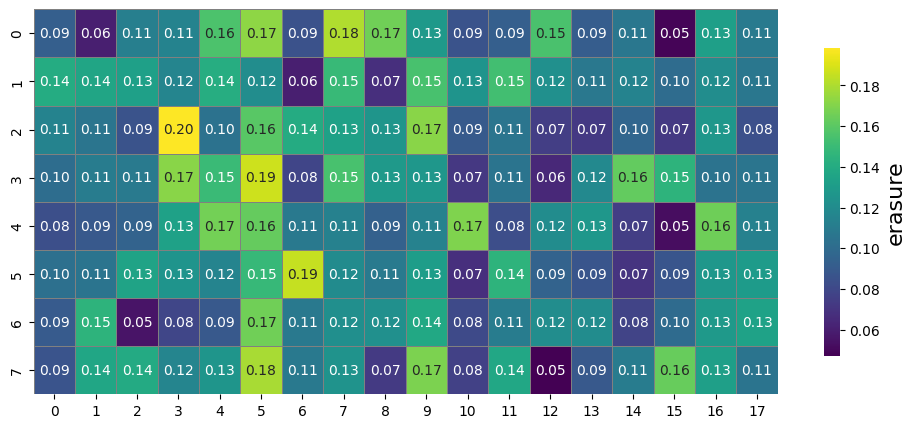 0 0.09 0.06 0.11 0.11 0.16 0.17 0.09 0.18 0.17 0.13 0.09 0.09 0.15 0.09 0.11 0.05 0.13 0.11
1 0.14 0.14 0.13 0.12 0.14 0.12 0.06 0.15 0.07 0.15 0.13 0.15 0.12 0.11 0.12 0.10 0.12 0.11
2 0.11 0.11 0.09 0.20 0.10 0.16 0.14 0.13 0.13 0.17 0.09 0.11 0.07 0.07 0.10 0.07 0.13 0.08
3 0.10 0.11 0.11 0.17 0.15 0.19 0.08 0.15 0.13 0.13 0.07 0.11 0.06 0.12 0.16 0.15 0.10 0.11
4 0.08 0.09 0.09 0.13 0.17 0.16 0.11 0.11 0.09 0.11 0.17 0.08 0.12 0.13 0.07 0.05 0.16 0.11
5 0.10 0.11 0.13 0.13 0.12 0.15 0.19 0.12 0.11 0.13 0.07 0.14 0.09 0.09 0.07 0.09 0.13 0.13
6 0.09 0.15 0.05 0.08 0.09 0.17 0.11 0.12 0.12 0.14 0.08 0.11 0.12 0.12 0.08 0.10 0.13 0.13
7 0.09 0.14 0.14 0.12 0.13 0.18 0.11 0.13 0.07 0.17 0.08 0.14 0.05 0.09 0.11 0.16 0.13 0.11
0 1 2 3 4 5 6 7 8 9 10 11 12 13 14 15 16 17
0.18
0.16
0.14
0.12
0.10
0.08
0.06
erasure